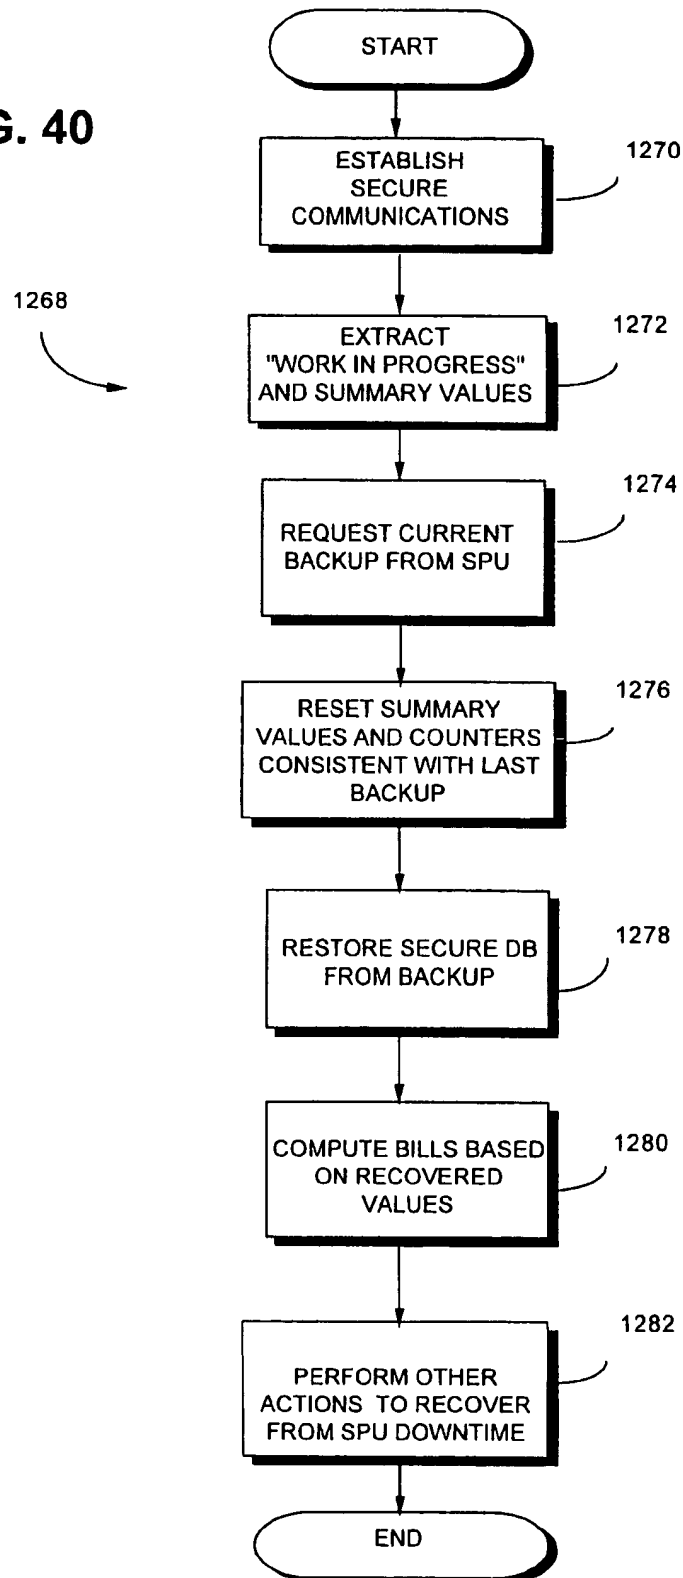 START
G. 40
ESTABLISH
SECURE
COMMUNICATIONS
1270
1268
EXTRACT
"WORK IN PROGRESS"
AND SUMMARY VALUES
1272
REQUEST CURRENT
BACKUP FROM SPU
1274
RESET SUMMARY
VALUES AND COUNTERS
CONSISTENT WITH LAST
BACKUP
1276
RESTORE SECURE DB
FROM BACKUP
1278
COMPUTE BILLS BASED
ON RECOVERED
VALUES
1280
PERFORM OTHER
ACTIONS TO RECOVER
FROM SPU DOWNTIME
1282
END